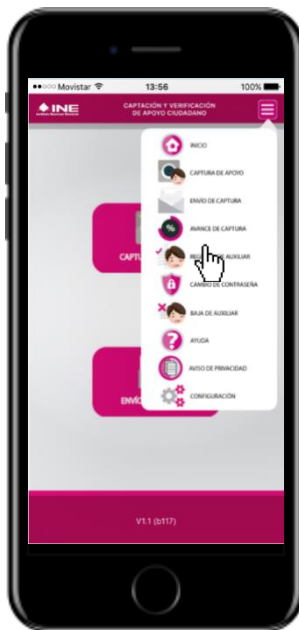 Movistar 13:56 100%
INE
CAPTACIÓN Y VERIFICACIÓN
DE APOYO CIUDADANO
INICIO
CAPTURA DE APOYO
ENVÍO DE CAPTURA
% AVANCE DE CAPTURA
AUXILIAR
CAMBIO DE CONTRASEÑA
BAJA DE AUXILIAR
? AYUDA
AVISO DE PRIVACIDAD
CONFIGURACIÓN
V1.1 (b117)